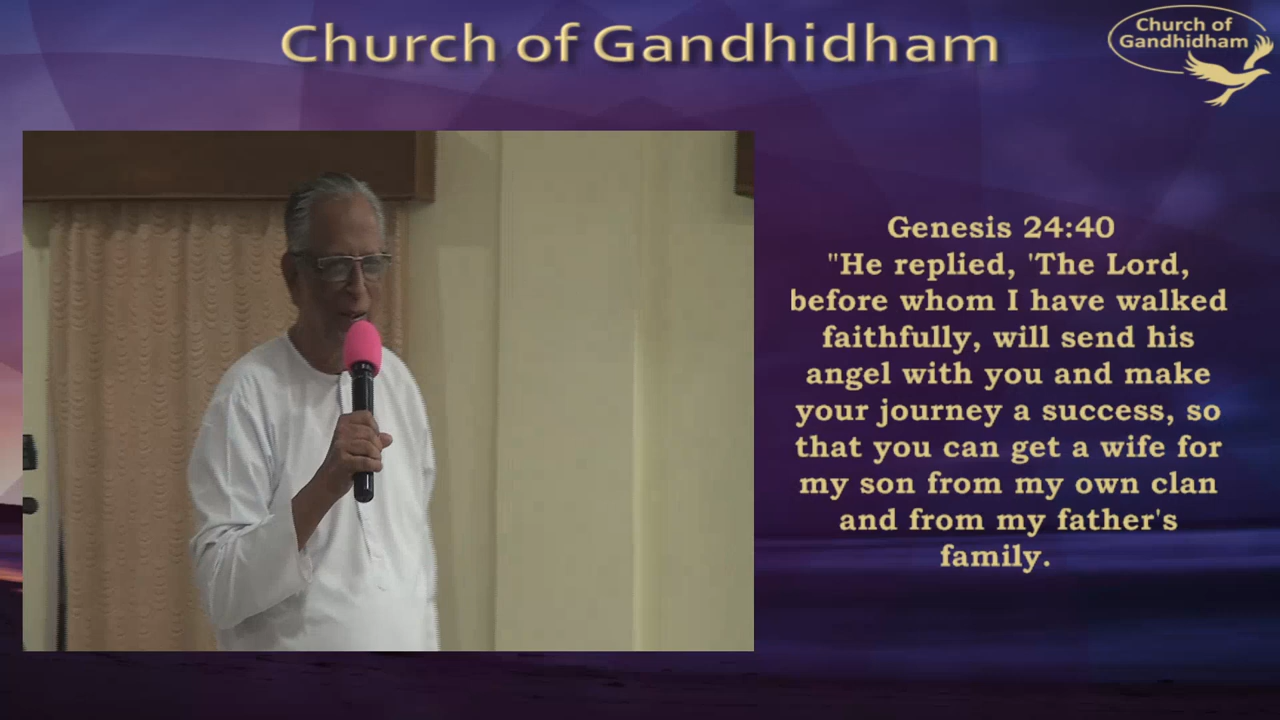 Church of Gandhidham
Church of
Gandhidham
Genesis 24:40
"He replied, 'The Lord,
before whom I have walked
faithfully, will send his
angel with you and make
your journey a success, so
that you can get a wife for
my son from my own clan
and from my father's
family.